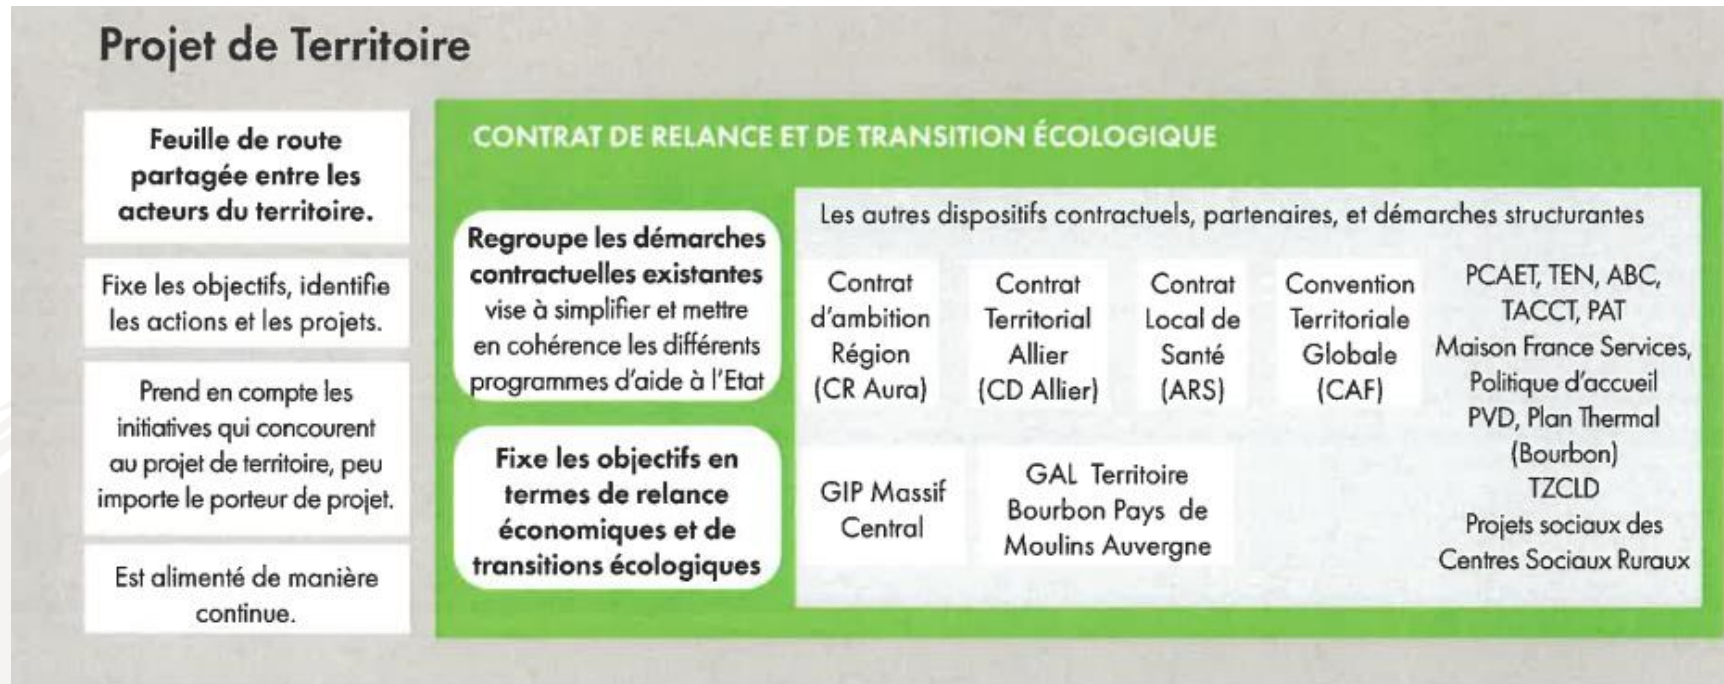 Projet de Territoire
Feuille de route
partagée entre les
acteurs du territoire.
Fixe les objectifs, identifie
les actions et les projets.
Prend en compte les
initiatives qui concourent
au projet de territoire, peu
importe le porteur de projet.
Est alimenté de manière
continue.
CONTRAT DE RELANCE ET DE TRANSITION ÉCOLOGIQUE
Regroupe les démarches
contractuelles existantes
vise à simplifier et mettre
en cohérence les différents
programmes d'aide à l'Etat
Fixe les objectifs en
termes de relance
économiques et de
transitions écologiques
Les autres dispositifs contractuels, partenaires, et démarches structurantes
Contrat
d'ambition
Région
(CR Aura)
Contrat
Territorial
Allier
(CD Allier)
Contrat
Local de
Santé
(ARS)
Convention
Territoriale
Globale
(CAF)
GIP Massif
Central
GAL Territoire
Bourbon Pays de
Moulins Auvergne
PCAET, TEN, ABC,
TACCT, PAT
Maison France Services,
Politique d'accueil
PVD, Plan Thermal
(Bourbon)
TZCLD
Projets sociaux des
Centres Sociaux Ruraux